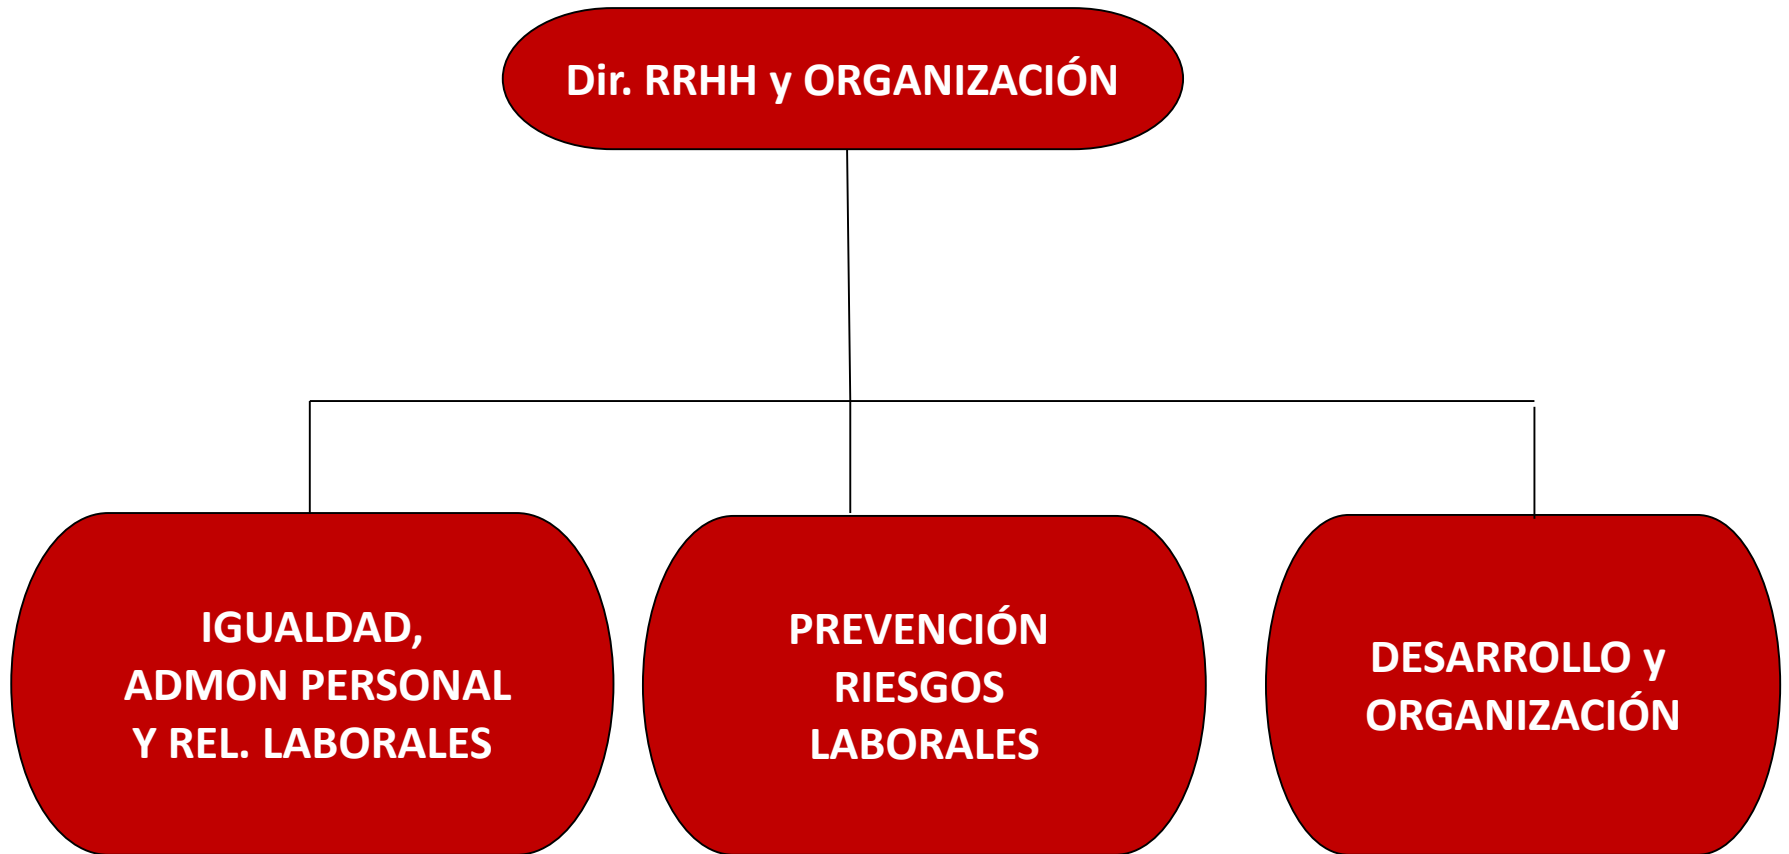 Dir. RRHH y ORGANIZACIÓN
IGUALDAD,
ADMON PERSONAL
Y REL. LABORALES
PREVENCIÓN
RIESGOS
LABORALES
DESARROLLO y
ORGANIZACIÓN